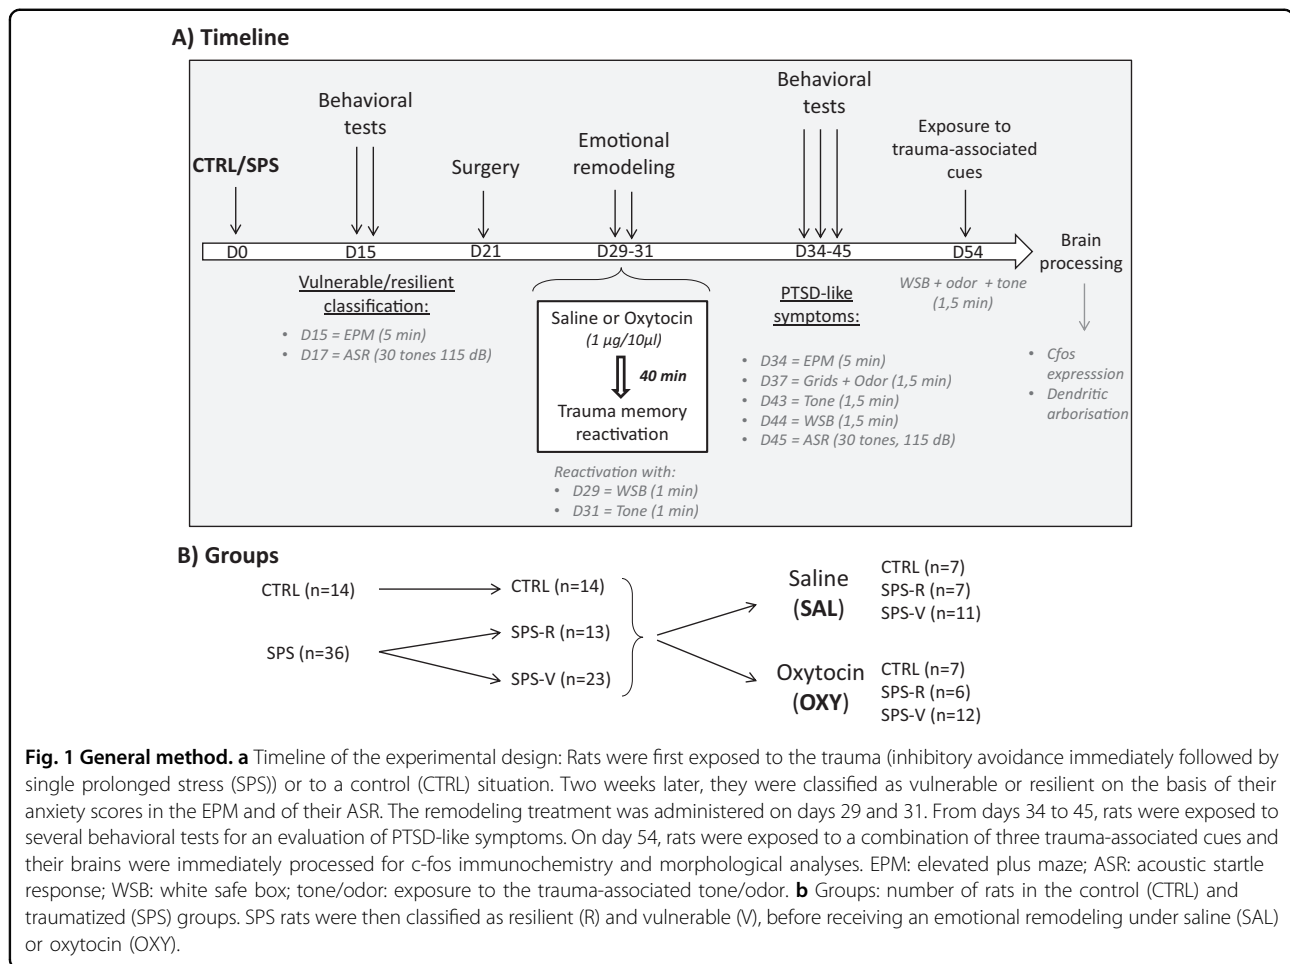 A) Timeline
Behavioral
tests
Behavioral
tests
Exposure to
trauma-associated
cues
Emotional
remodeling
CTRL/SPS
Surgery
D0
D15
D21
D29-31
D34-45
D54
Brain
processing
Vulnerable/resilient
classification:
• D15 = EPM (5 min)
• D17 = ASR (30 tones 115 dB)
Saline or Oxytocin
(1 µg/10µl)
40 min
Trauma memory
reactivation
Reactivation with:
• D29 = WSB (1 min)
• D31 = Tone (1 min)
PTSD-like
symptoms:
• D34 = EPM (5 min)
• D37 = Grids + Odor (1,5 min)
• D43 = Tone (1,5 min)
• D44 = WSB (1,5 min)
• D45 = ASR (30 tones, 115 dB)
WSB + odor + tone
(1,5 min)
• Cfos
expresssion
• Dendritic
arborisation
B) Groups
CTRL (n=14)
SPS (n=36)
CTRL (n=14)
SPS-R (n=13)
SPS-V (n=23)
Saline
(SAL)
CTRL (n=7)
SPS-R (n=7)
SPS-V (n=11)
Oxytocin
(OXY)
CTRL (n=7)
SPS-R (n=6)
SPS-V (n=12)
Fig. 1 General method. a Timeline of the experimental design: Rats were first exposed to the trauma (inhibitory avoidance immediately followed by
single prolonged stress (SPS)) or to a control (CTRL) situation. Two weeks later, they were classified as vulnerable or resilient on the basis of their
anxiety scores in the EPM and of their ASR. The remodeling treatment was administered on days 29 and 31. From days 34 to 45, rats were exposed to
several behavioral tests for an evaluation of PTSD-like symptoms. On day 54, rats were exposed to a combination of three trauma-associated cues and
their brains were immediately processed for c-fos immunochemistry and morphological analyses. EPM: elevated plus maze; ASR: acoustic startle
response; WSB: white safe box; tone/odor: exposure to the trauma-associated tone/odor. b Groups: number of rats in the control (CTRL) and
traumatized (SPS) groups. SPS rats were then classified as resilient (R) and vulnerable (V), before receiving an emotional remodeling under saline (SAL)
or oxytocin (OXY).